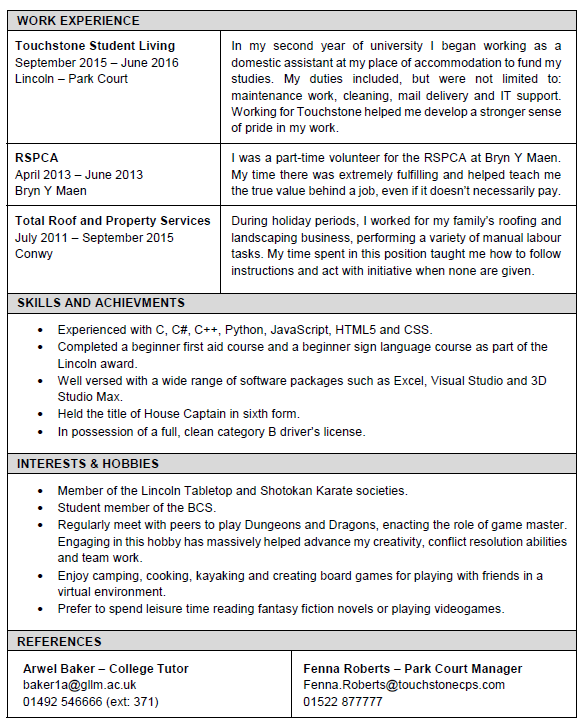 WORK EXPERIENCE
Touchstone Student Living
September 2015 – June 2016
Lincoln – Park Court
In my second year of university I began working as a
domestic assistant at my place of accommodation to fund my
studies. My duties included, but were not limited to:
maintenance work, cleaning, mail delivery and IT support.
Working for Touchstone helped me develop a stronger sense
of pride in my work.
RSPCA
April 2013 – June 2013
Bryn Y Maen
I was a part-time volunteer for the RSPCA at Bryn Y Maen.
My time there was extremely fulfilling and helped teach me
the true value behind a job, even if it doesn't necessarily pay.
Total Roof and Property Services
July 2011 – September 2015
Conwy
During holiday periods, I worked for my family's roofing and
landscaping business, performing a variety of manual labour
tasks. My time spent in this position taught me how to follow
instructions and act with initiative when none are given.
SKILLS AND ACHIEVMENTS
• Experienced with C, C#, C++, Python, JavaScript, HTML5 and CSS.
• Completed a beginner first aid course and a beginner sign language course as part of the
Lincoln award.
• Well versed with a wide range of software packages such as Excel, Visual Studio and 3D
Studio Max.
• Held the title of House Captain in sixth form.
• In possession of a full, clean category B driver's license.
INTERESTS & HOBBIES
• Member of the Lincoln Tabletop and Shotokan Karate societies.
• Student member of the BCS.
• Regularly meet with peers to play Dungeons and Dragons, enacting the role of game master.
Engaging in this hobby has massively helped advance my creativity, conflict resolution abilities
and team work.
• Enjoy camping, cooking, kayaking and creating board games for playing with friends in a
virtual environment.
• Prefer to spend leisure time reading fantasy fiction novels or playing videogames.
REFERENCES
Arwel Baker – College Tutor
baker1a@gllm.ac.uk
01492 546666 (ext: 371)
Fenna Roberts – Park Court Manager
Fenna.Roberts@touchstonecps.com
01522 877777